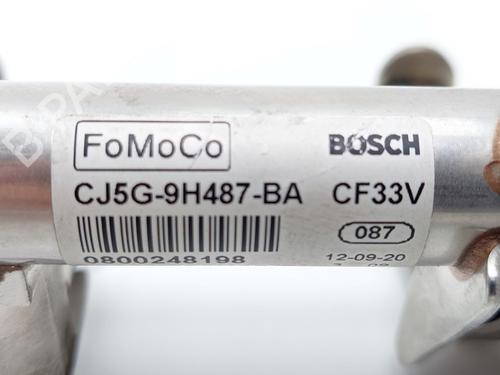 FoMoCo BOSCH
CJ5G-9H487-BA CF33V
087
0800248198 12-09-20